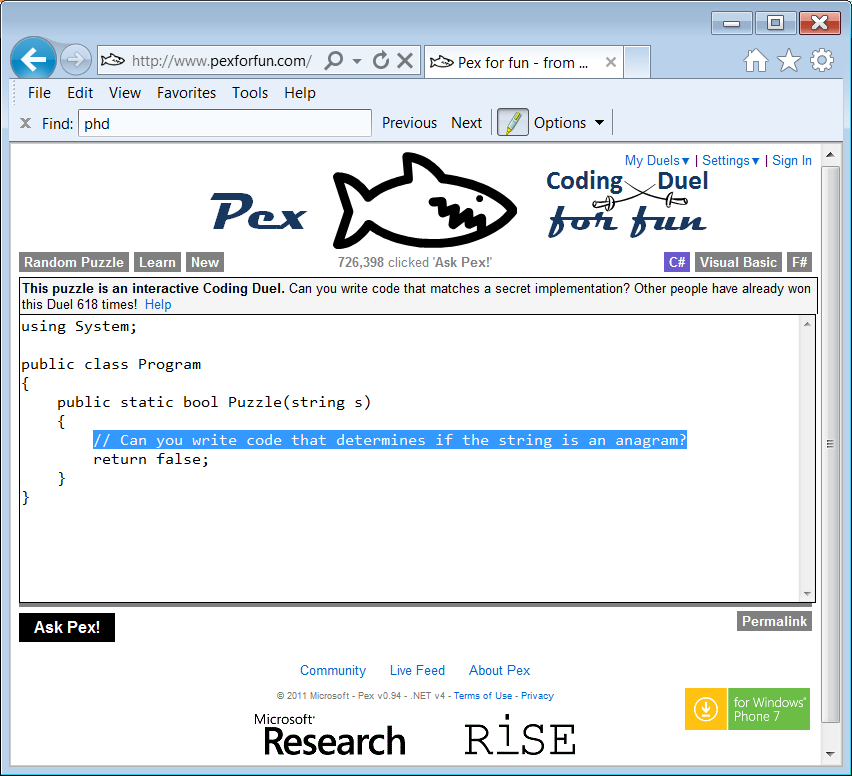 http://www.pexforfun.com/
Pex for fun - from ...
File Edit View Favorites Tools Help
x Find: phd Previous Next Options
My Duels▼ | Settings▼ | Sign In
Pex
Coding Duel
for fun
Random Puzzle Learn New 726,398 clicked 'Ask Pex!' C# Visual Basic F#
This puzzle is an interactive Coding Duel. Can you write code that matches a secret implementation? Other people have already won
this Duel 618 times! Help
using System;
public class Program
{
    public static bool Puzzle(string s)
    {
        // Can you write code that determines if the string is an anagram?
        return false;
    }
}
Ask Pex!
Permalink
Community Live Feed About Pex
© 2011 Microsoft - Pex v0.94 - .NET v4 - Terms of Use - Privacy
for Windows®
Phone 7
Microsoft®
Research
RiSE